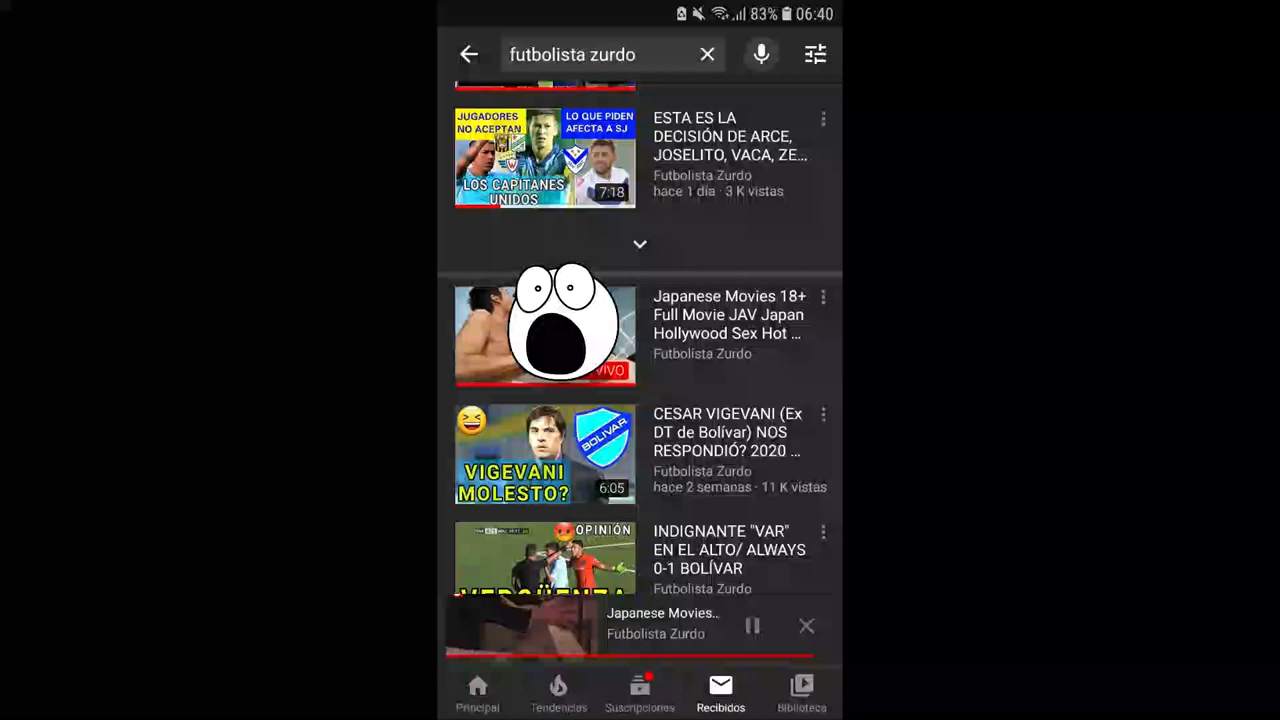 83% 06:40
futbolista zurdo
JUGADORES
NO ACEPTAN
LO QUE PIDEN
AFECTA A SJ
LOS CAPITANES
UNIDOS
7:18
ESTA ES LA
DECISIÓN DE ARCE,
JOSELITO, VACA, ZE...
Futbolista Zurdo
hace 1 día · 3 K vistas
VIVO
Japanese Movies 18+
Full Movie JAV Japan
Hollywood Sex Hot ...
Futbolista Zurdo
BOLIVAR
VIGEVANI
MOLESTO?
6:05
CESAR VIGEVANI (Ex
DT de Bolívar) NOS
RESPONDIÓ? 2020 ...
Futbolista Zurdo
hace 2 semanas · 11 K vistas
OPINIÓN
VERGÜENZA
INDIGNANTE "VAR"
EN EL ALTO/ ALWAYS
0-1 BOLÍVAR
Futbolista Zurdo
Japanese Movies..
Futbolista Zurdo
Principal
Tendencias
Suscripciones
Recibidos
Biblioteca